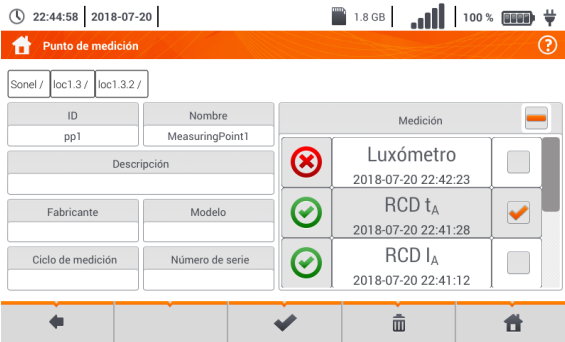 22:44:58 2018-07-20 1.8 GB 100 %
Punto de medición ?
Sonel / loc1.3 / loc1.3.2 /
ID Nombre Medición
pp1 MeasuringPoint1
Luxómetro
2018-07-20 22:42:23
Descripción
RCD tA
2018-07-20 22:41:28
Fabricante Modelo
RCD IA
2018-07-20 22:41:12
Ciclo de medición Número de serie